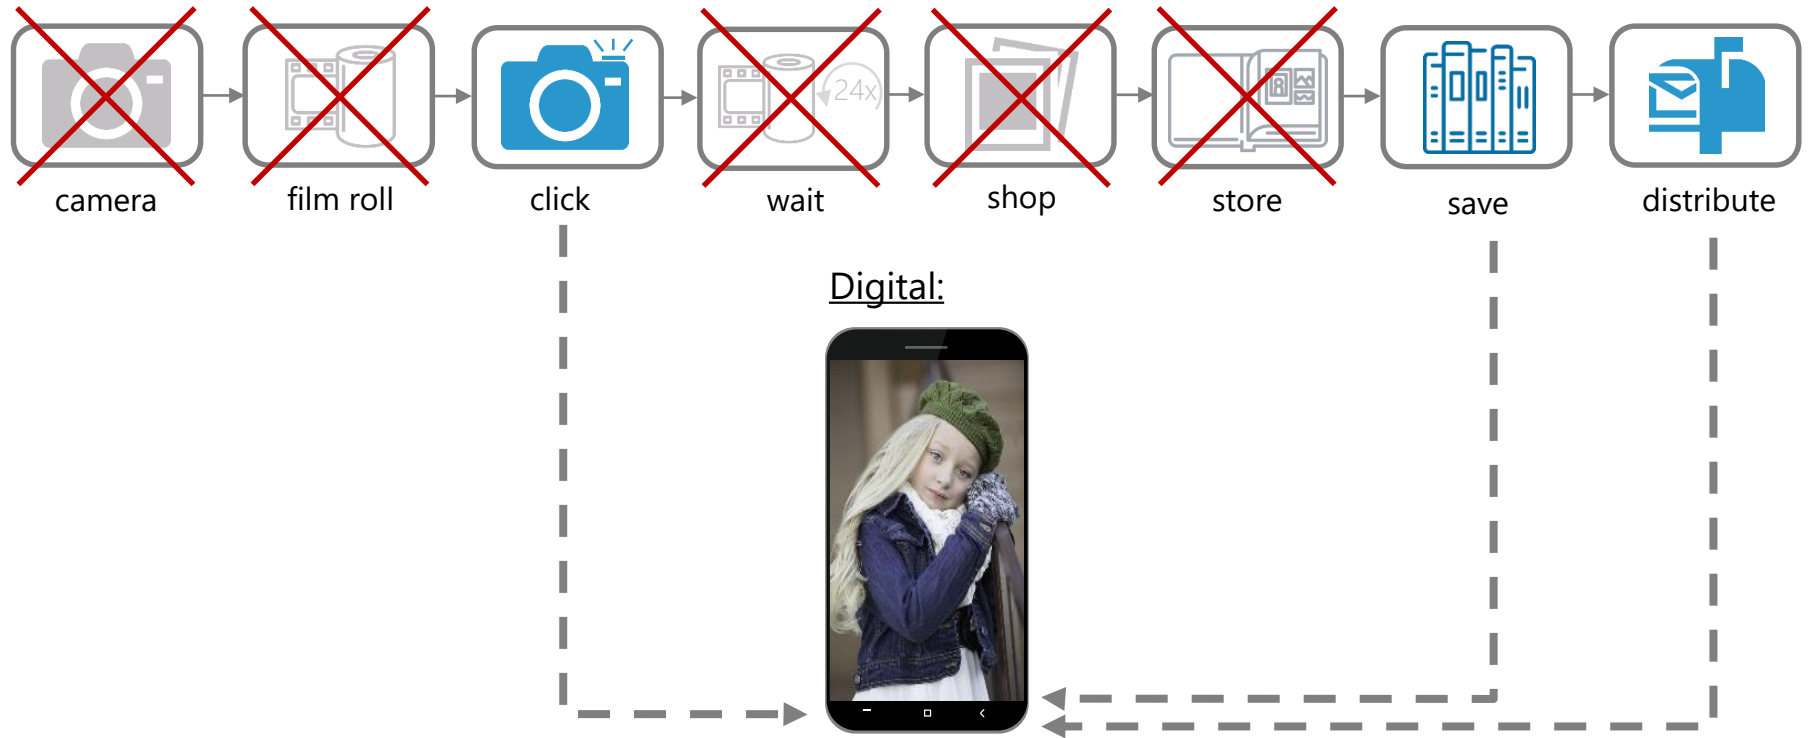 24x
camera
film roll
click
wait
shop
store
save
distribute
Digital: